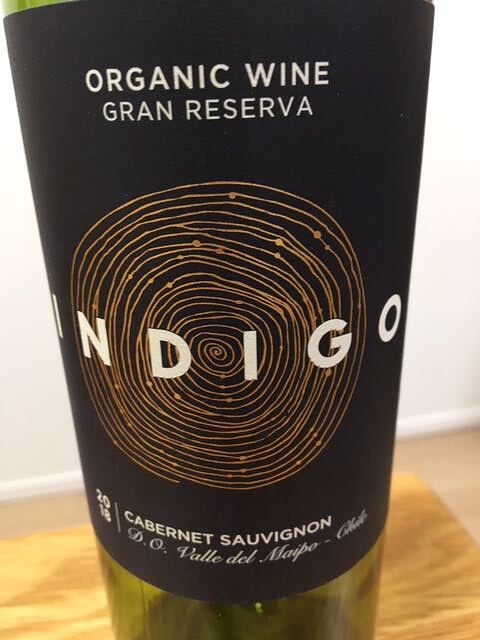 ORGANIC WINE
GRAN RESERVA
INDIGO
2018
CABERNET SAUVIGNON
D.O. Valle del Maipo - Chile